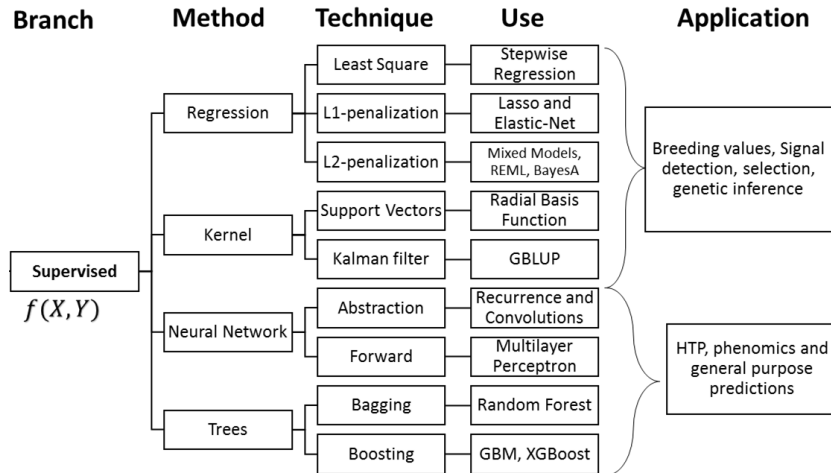 Branch Method Technique Use Application
Least Square
Stepwise
Regression
Regression
L1-penalization
Lasso and
Elastic-Net
L2-penalization
Mixed Models,
REML, BayesA
Breeding values, Signal
detection, selection,
genetic inference
Support Vectors
Radial Basis
Function
Kernel
Kalman filter
GBLUP
Supervised
f(X,Y)
Abstraction
Recurrence and
Convolutions
Neural Network
Forward
Multilayer
Perceptron
HTP, phenomics and
general purpose
predictions
Bagging
Random Forest
Trees
Boosting
GBM, XGBoost